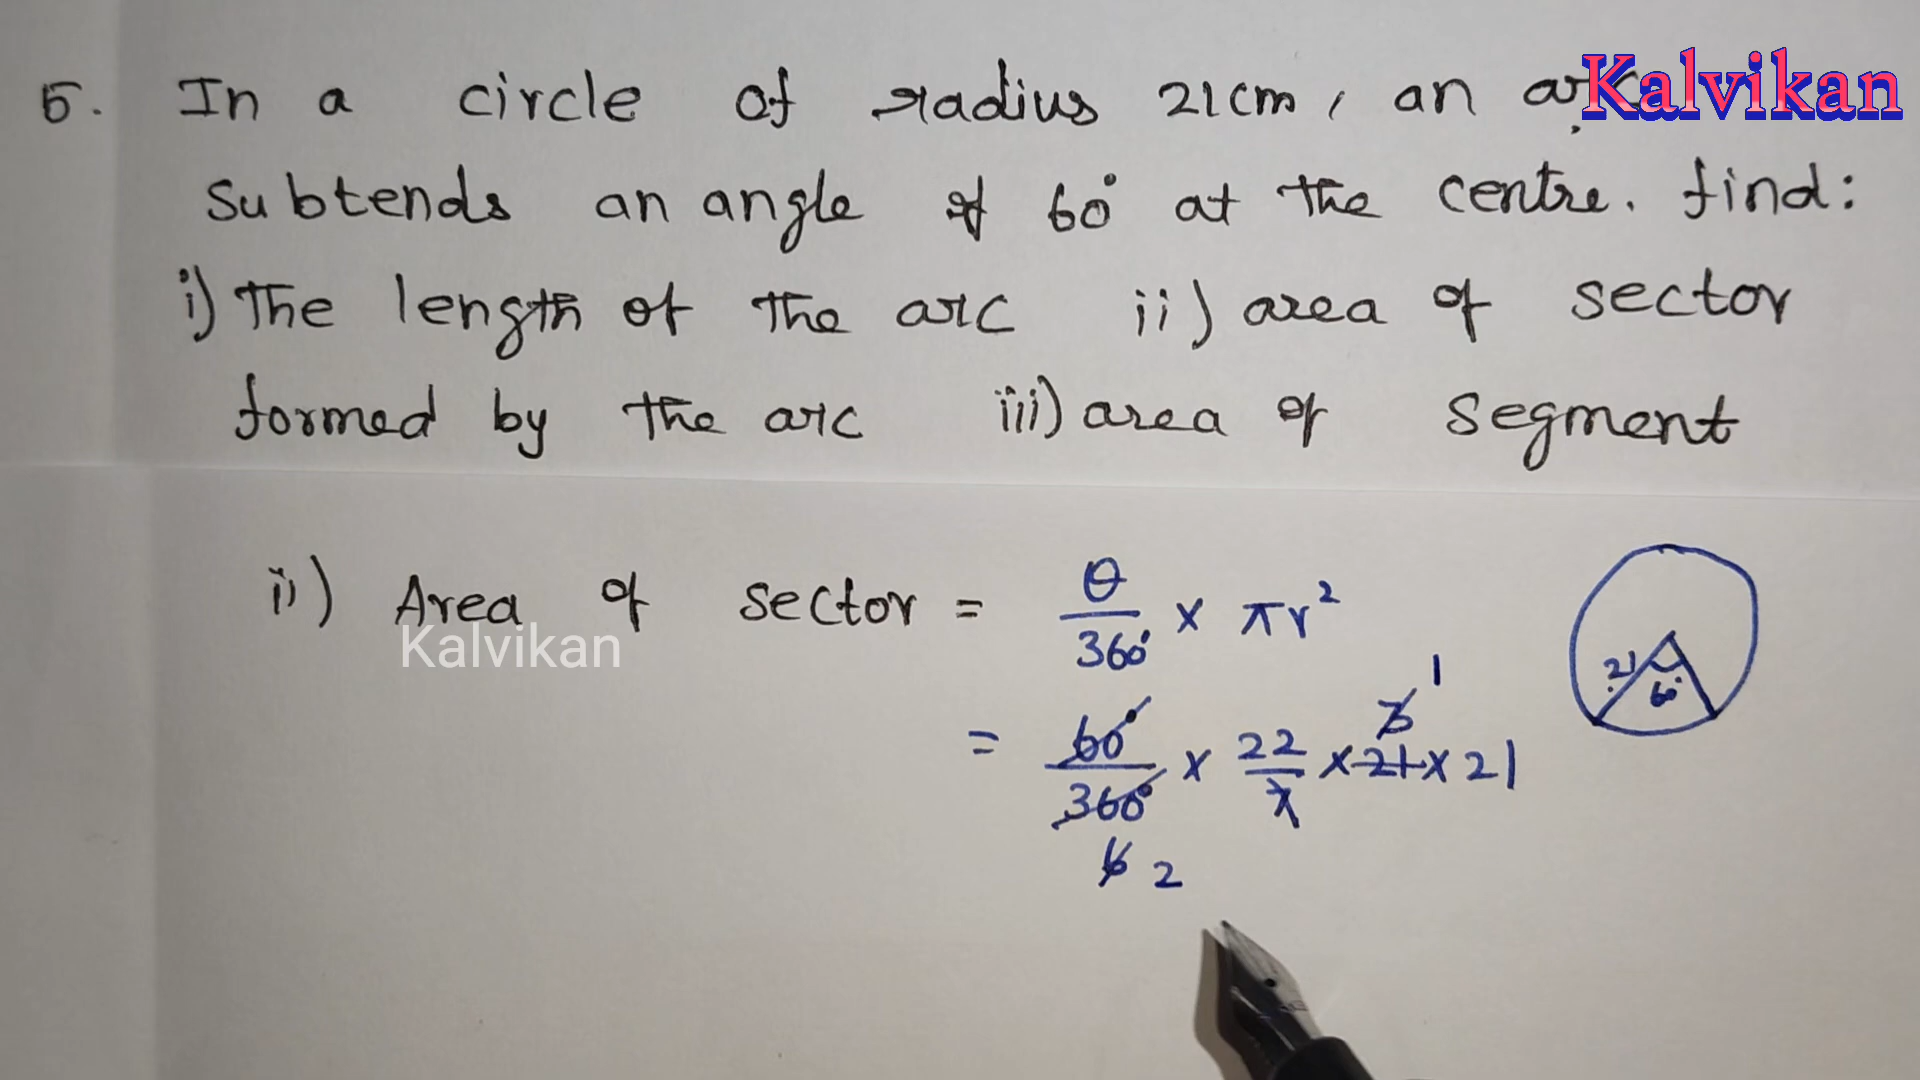 5. In a circle of radius 21cm, an arc Kalvikan
subtends an angle of 60° at the centre. find:
i) The length of the arc ii) area of sector
formed by the arc iii) area of segment
ii) Area of sector = θ/360° × πr²
Kalvikan
= 60°/360° × 22/7 × 21 × 21
3 1
6 2
21
60°